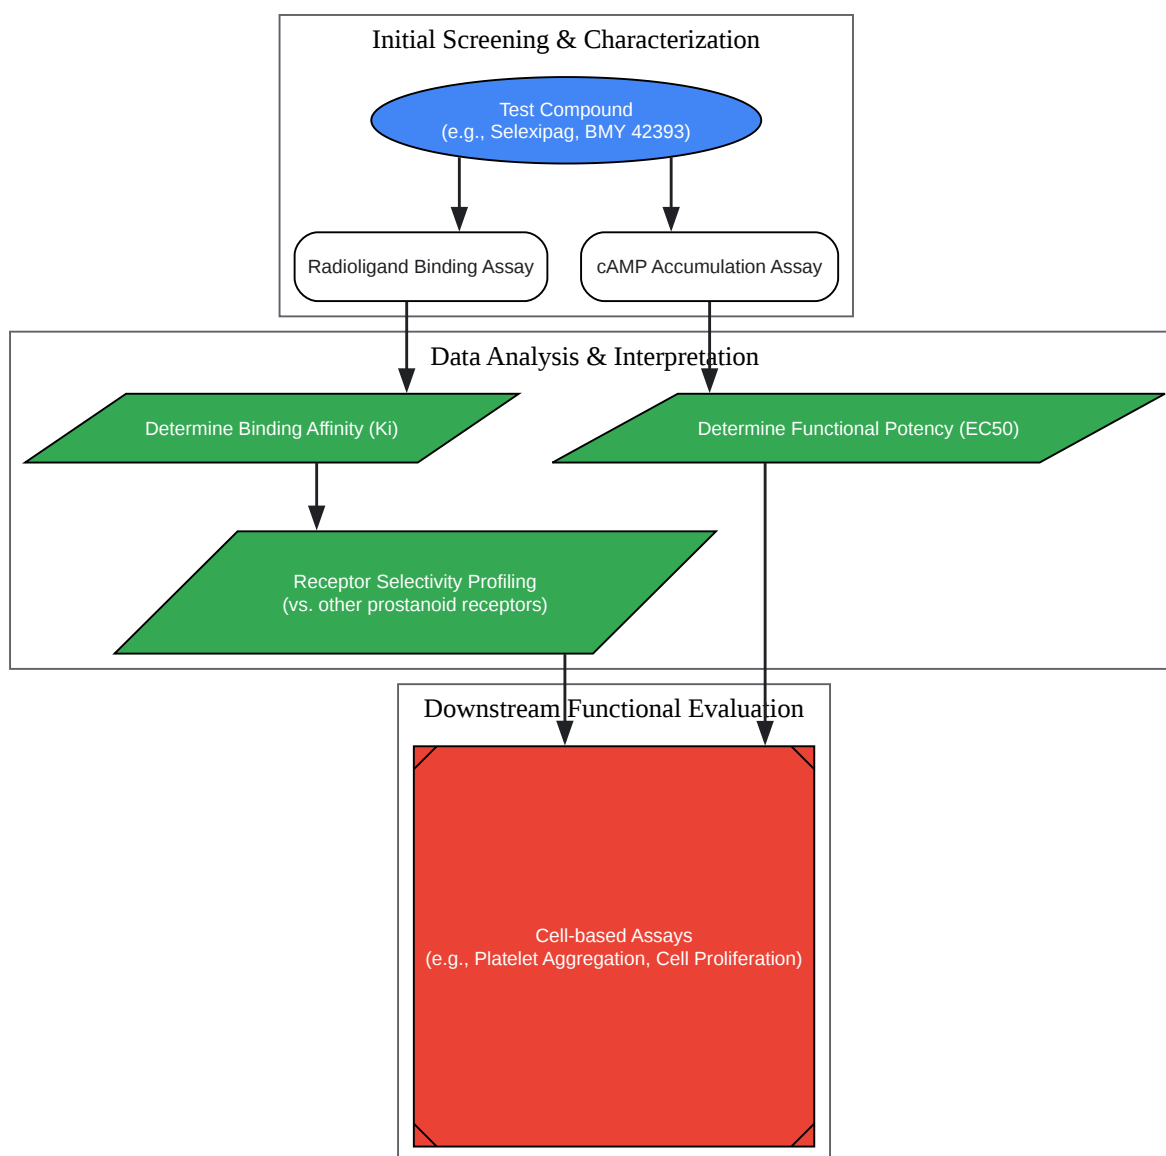 Initial Screening & Characterization
Test Compound
(e.g., Selexipag, BMY 42393)
Radioligand Binding Assay
cAMP Accumulation Assay
Data Analysis & Interpretation
Determine Binding Affinity (Ki)
Determine Functional Potency (EC50)
Receptor Selectivity Profiling
(vs. other prostanoid receptors)
Downstream Functional Evaluation
Cell-based Assays
(e.g., Platelet Aggregation, Cell Proliferation)